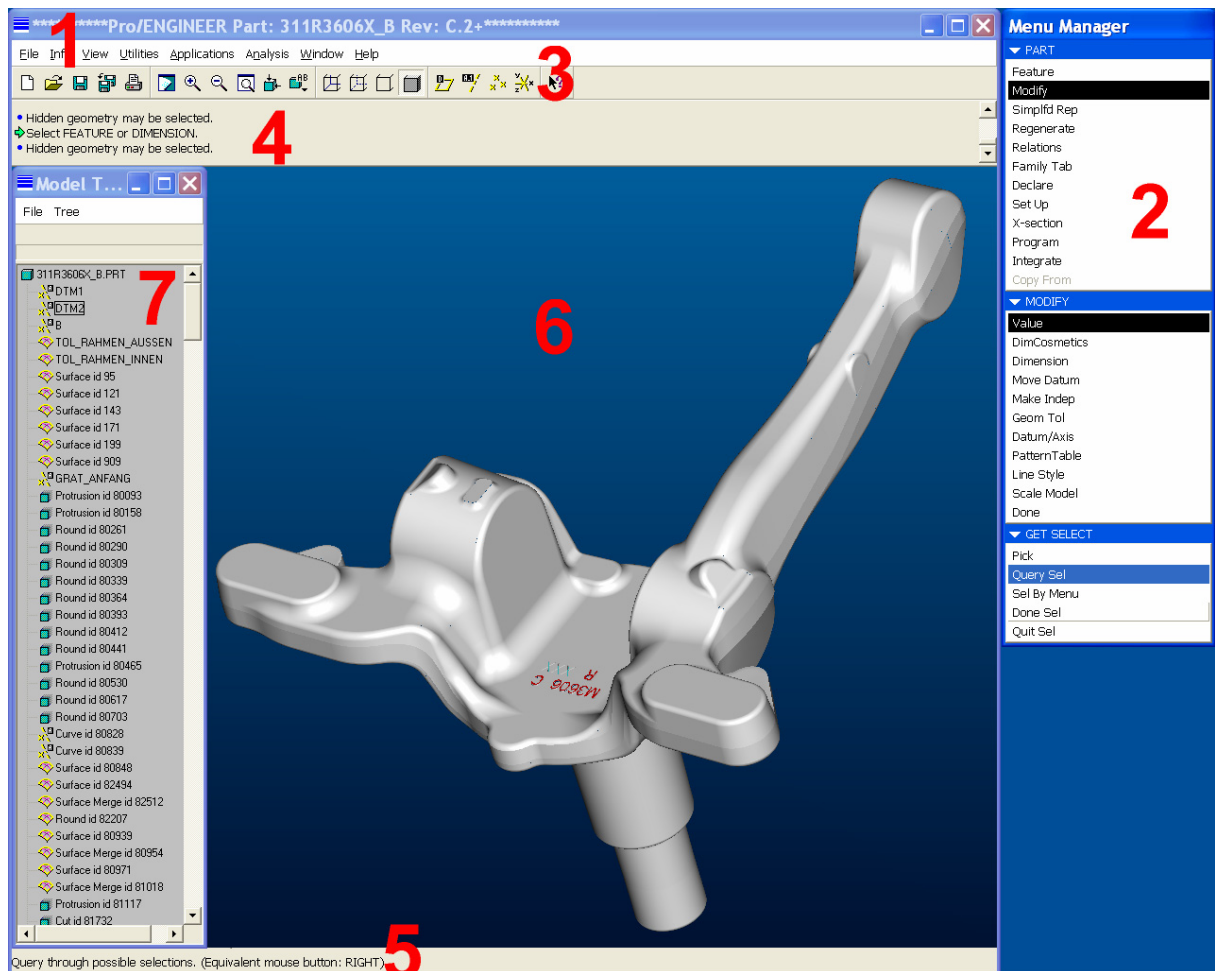 **********Pro/ENGINEER Part: 311R3606X_B Rev: C.2+**********
1
File Info View Utilities Applications Analysis Window Help
3
• Hidden geometry may be selected.
Select FEATURE or DIMENSION.
• Hidden geometry may be selected.
4
Model T...
File Tree
7
311R3606X_B.PRT
DTM1
DTM2
B
TOL_RAHMEN_AUSSEN
TOL_RAHMEN_INNEN
Surface id 95
Surface id 121
Surface id 143
Surface id 171
Surface id 199
Surface id 909
GRAT_ANFANG
Protrusion id 80093
Protrusion id 80158
Round id 80261
Round id 80290
Round id 80309
Round id 80339
Round id 80364
Round id 80393
Round id 80412
Round id 80441
Protrusion id 80465
Round id 80530
Round id 80617
Round id 80703
Curve id 80828
Curve id 80839
Surface id 80848
Surface id 82494
Surface Merge id 82512
Round id 82207
Surface id 80939
Surface Merge id 80954
Surface id 80971
Surface Merge id 81018
Protrusion id 81117
Cut id 81732
6
M3606 C
R
Query through possible selections. (Equivalent mouse button: RIGHT)
5
Menu Manager
PART
Feature
Modify
Simplfd Rep
Regenerate
Relations
Family Tab
Declare
Set Up
X-section
Program
Integrate
Copy From
2
MODIFY
Value
DimCosmetics
Dimension
Move Datum
Make Indep
Geom Tol
Datum/Axis
PatternTable
Line Style
Scale Model
Done
GET SELECT
Pick
Query Sel
Sel By Menu
Done Sel
Quit Sel